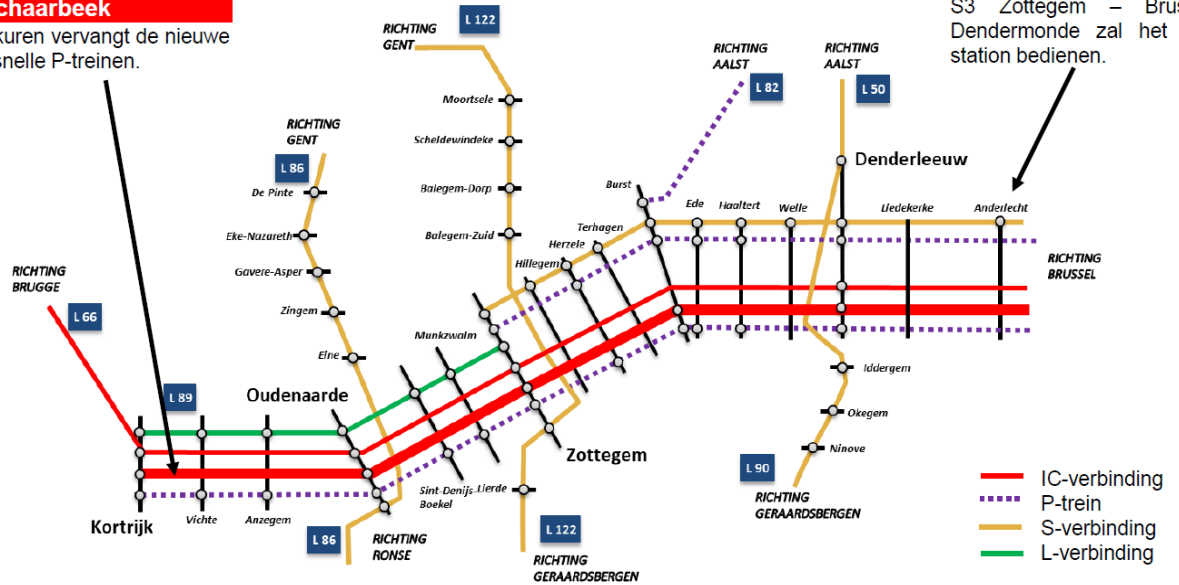 chaarbeek
kuren vervangt de nieuwe
snelle P-treinen.
S3 Zottegem – Brus
Dendermonde zal het
station bedienen.
L 122
RICHTING
GENT
RICHTING
AALST
L 82
RICHTING
AALST
L 50
Moortsele
Scheldewindeke
Balegem-Dorp
Balegem-Zuid
RICHTING
GENT
L 86
De Pinte
Eke-Nazareth
Gavere-Asper
Zingem
Eine
Denderleeuw
Burst
Ede
Haaltert
Welle
Liedekerke
Anderlecht
Terhagen
Herzele
Hillegem
Munkzwalm
RICHTING
BRUSSEL
RICHTING
BRUGGE
L 66
L 89
Oudenaarde
Iddergem
Okegem
Ninove
L 90
RICHTING
GERAARDSBERGEN
Zottegem
Sint-Denijs-
Boekel
Lierde
Kortrijk
Vichte
Anzegem
L 86
RICHTING
RONSE
L 122
RICHTING
GERAARDSBERGEN
IC-verbinding
P-trein
S-verbinding
L-verbinding